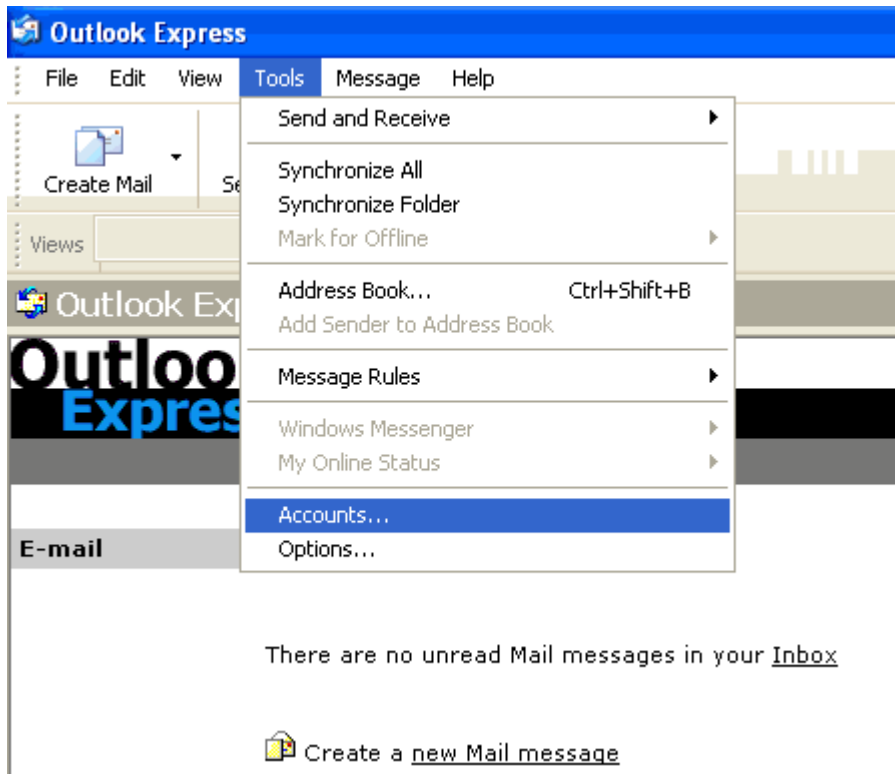 Outlook Express
File Edit View Tools Message Help
Send and Receive
Synchronize All
Create Mail
Synchronize Folder
Views
Mark for Offline
Address Book... Ctrl+Shift+B
Outlook
Add Sender to Address Book
Message Rules
Windows Messenger
My Online Status
Accounts...
E-mail
Options...
There are no unread Mail messages in your Inbox
Create a new Mail message